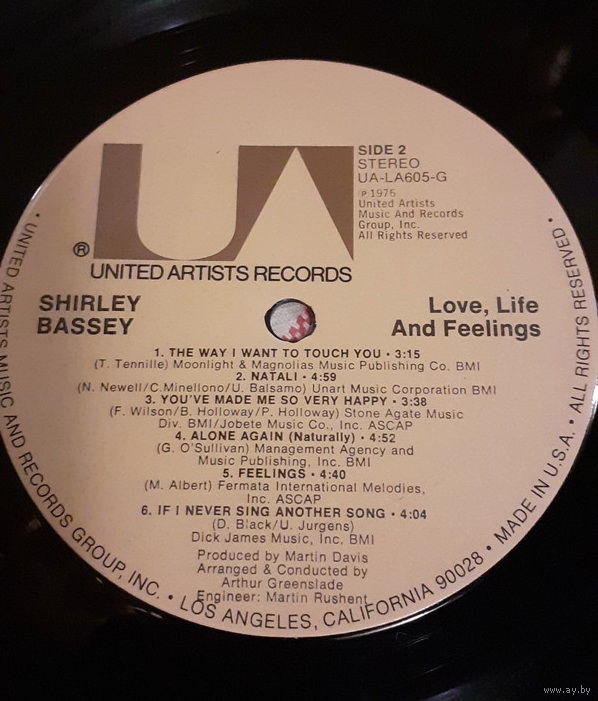 SIDE 2
STEREO
UA-LA605-G
℗ 1976
United Artists
Music And Records
Group, Inc.
All Rights Reserved
UA
®
UNITED ARTISTS RECORDS
SHIRLEY
BASSEY
Love, Life
And Feelings
1. THE WAY I WANT TO TOUCH YOU • 3:15
(T. Tennille) Moonlight & Magnolias Music Publishing Co. BMI
2. NATALI • 4:59
(N. Newell/C.Minellono/U. Balsamo) Unart Music Corporation BMI
3. YOU'VE MADE ME SO VERY HAPPY • 3:38
(F. Wilson/B. Holloway/P. Holloway) Stone Agate Music
Div. BMI/Jobete Music Co., Inc. ASCAP
4. ALONE AGAIN (Naturally) • 4:52
(G. O'Sullivan) Management Agency and
Music Publishing, Inc. BMI
5. FEELINGS • 4:40
(M. Albert) Fermata International Melodies,
Inc. ASCAP
6. IF I NEVER SING ANOTHER SONG • 4:04
(D. Black/U. Jurgens)
Dick James Music, Inc. BMI
Produced by Martin Davis
Arranged & Conducted by
Arthur Greenslade
Engineer: Martin Rushent
• UNITED ARTISTS MUSIC AND RECORDS GROUP, INC. • LOS ANGELES, CALIFORNIA 90028 • MADE IN U.S.A. • ALL RIGHTS RESERVED •
www.ay.by